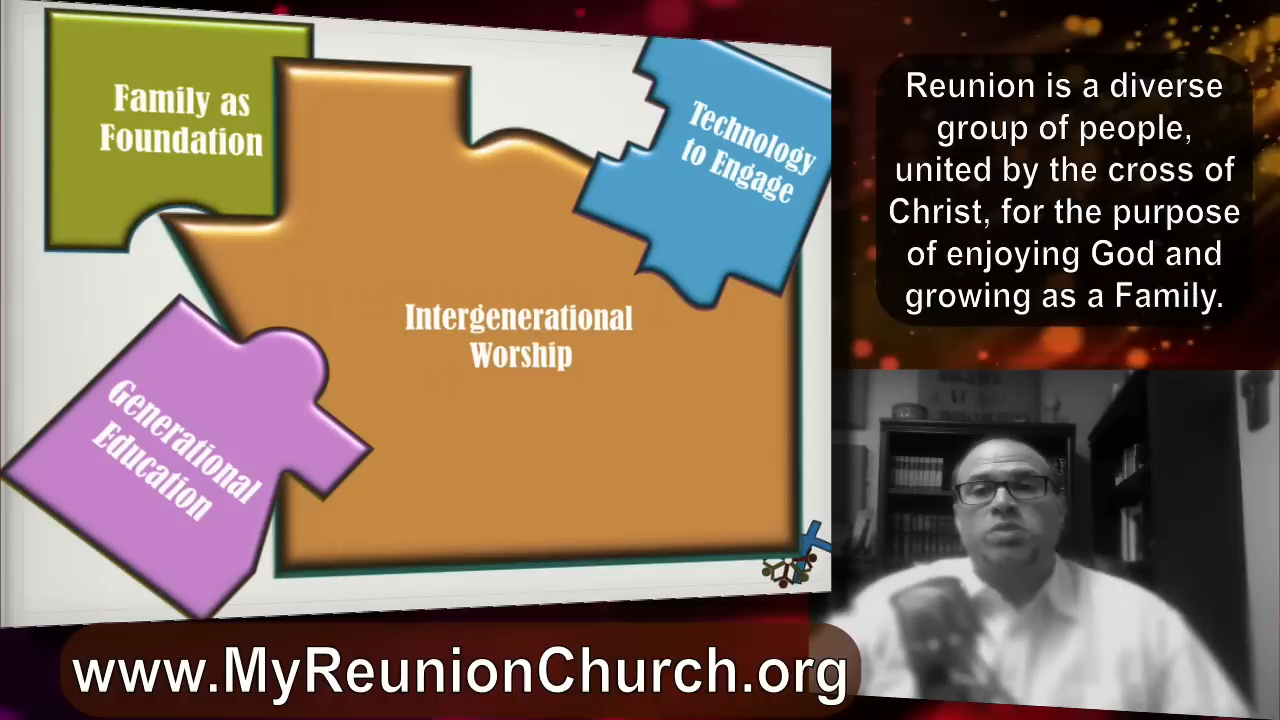 Family as
Foundation
Technology
to Engage
Intergenerational
Worship
Generational
Education
Reunion is a diverse
group of people,
united by the cross of
Christ, for the purpose
of enjoying God and
growing as a Family.
www.MyReunionChurch.org